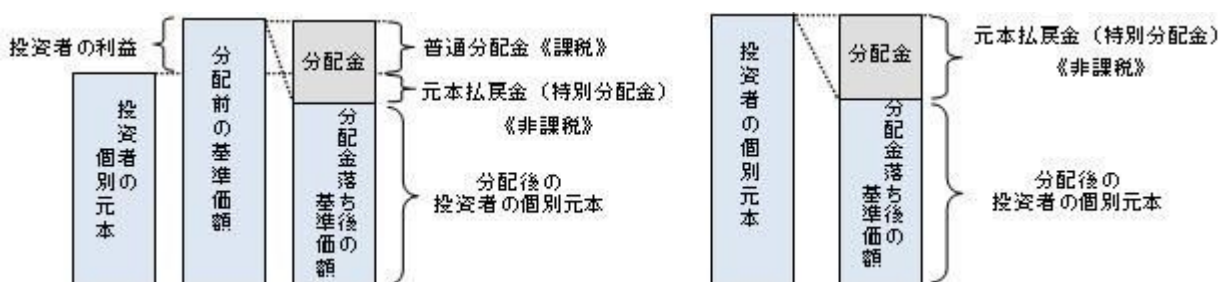 投資者の利益
投資者の
個別元本
分配前の基準価額
分配金
分配金落ち後の
基準価額
普通分配金《課税》
元本払戻金（特別分配金）
《非課税》
分配後の
投資者の個別元本
投資者の個別元本
分配金
分配金落ち後の
基準価額
元本払戻金（特別分配金）
《非課税》
分配後の
投資者の個別元本